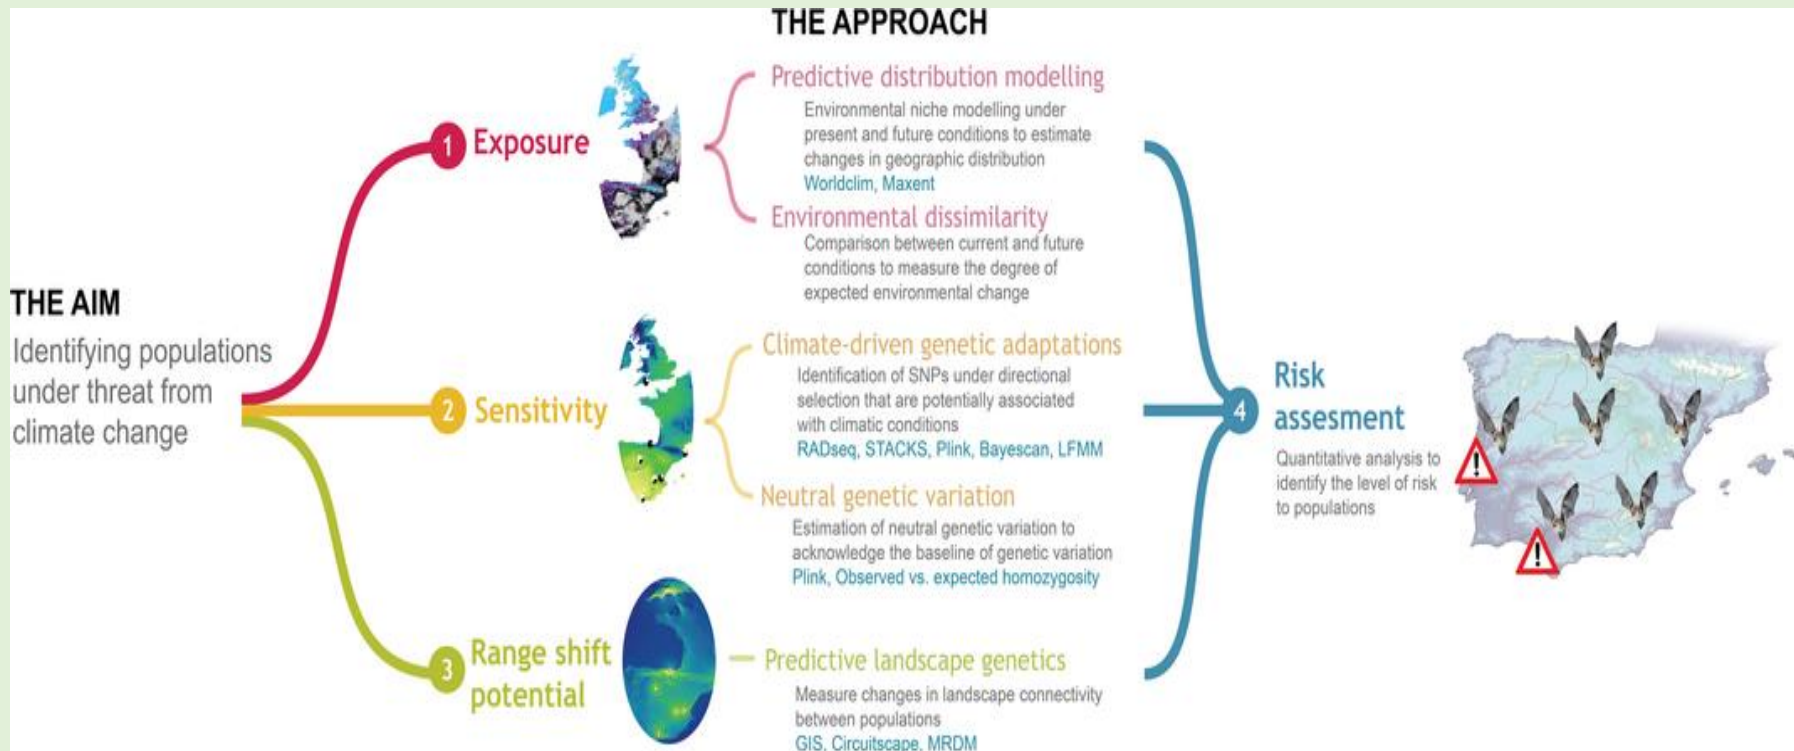 THE APPROACH
THE AIM
Identifying populations
under threat from
climate change
1 Exposure
Predictive distribution modelling
Environmental niche modelling under
present and future conditions to estimate
changes in geographic distribution
Worldclim, Maxent
Environmental dissimilarity
Comparison between current and future
conditions to measure the degree of
expected environmental change
2 Sensitivity
Climate-driven genetic adaptations
Identification of SNPs under directional
selection that are potentially associated
with climatic conditions
RADseq, STACKS, Plink, Bayescan, LFMM
Neutral genetic variation
Estimation of neutral genetic variation to
acknowledge the baseline of genetic variation
Plink, Observed vs. expected homozygosity
3 Range shift
potential
Predictive landscape genetics
Measure changes in landscape connectivity
between populations
GIS, Circuitscape, MRDM
4 Risk
assesment
Quantitative analysis to
identify the level of risk
to populations
!
!